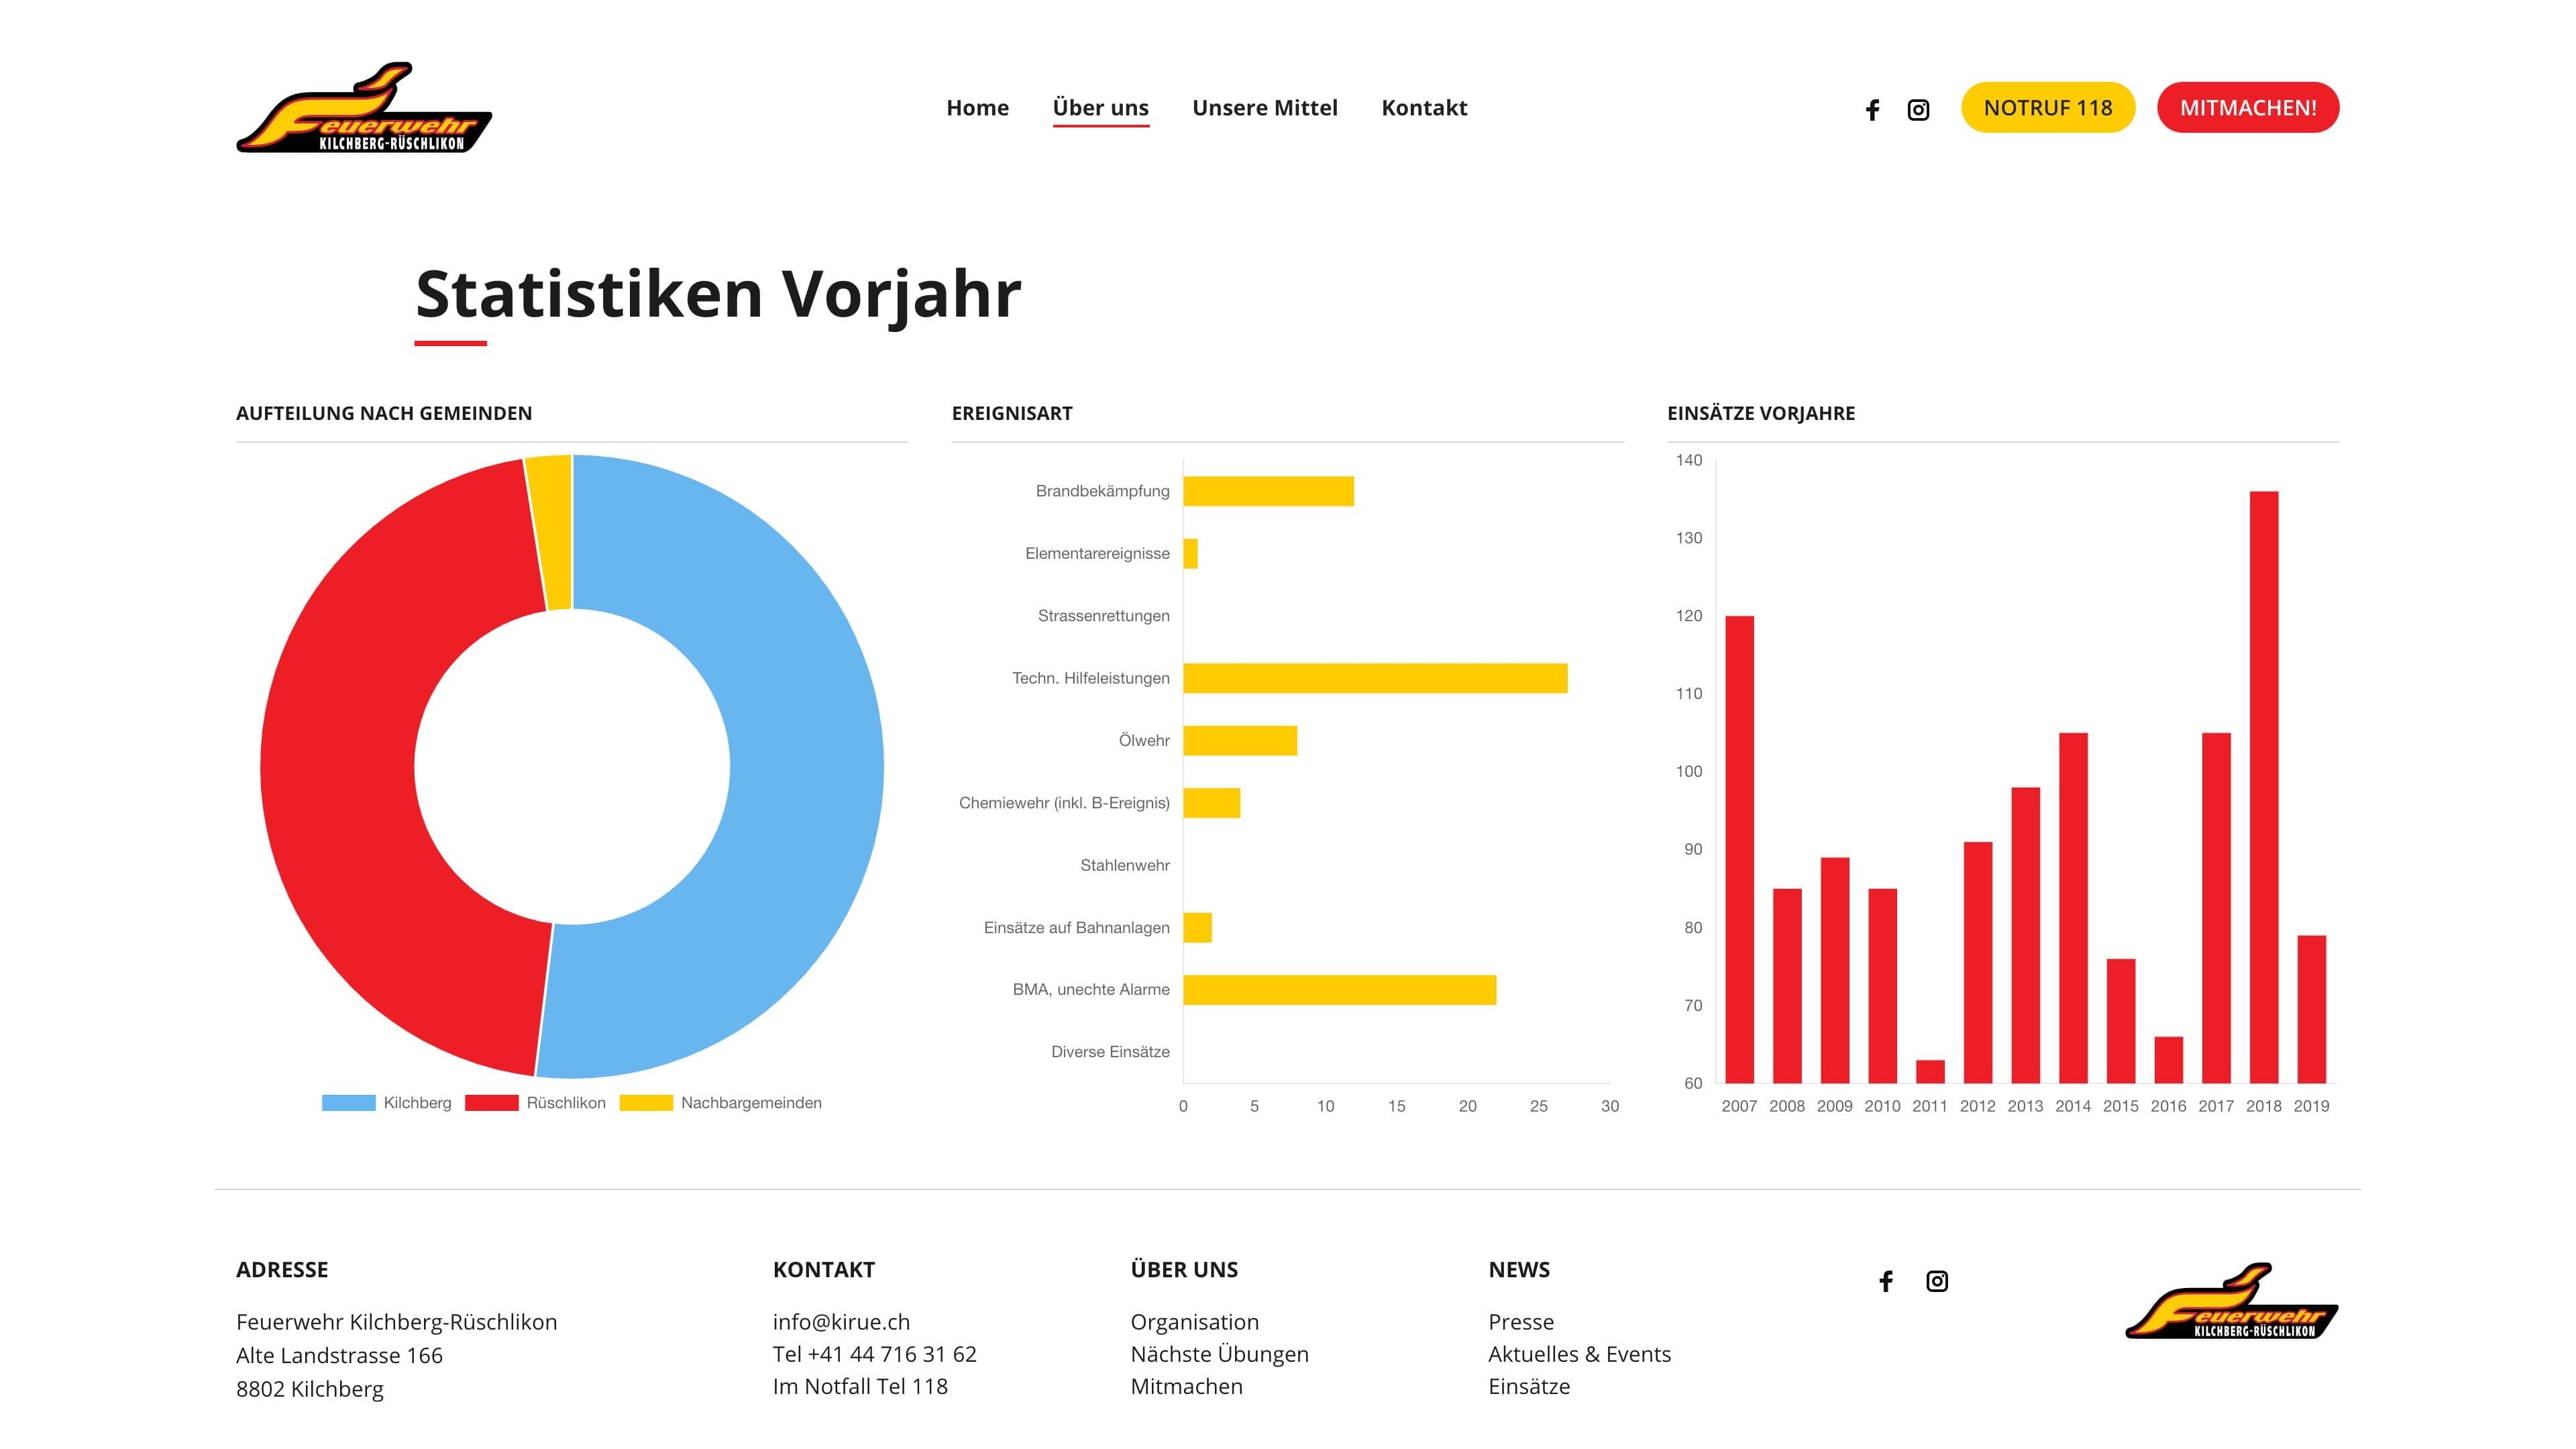 Feuerwehr
KILCHBERG-RÜSCHLIKON
Home Über uns Unsere Mittel Kontakt
NOTRUF 118
MITMACHEN!
Statistiken Vorjahr
AUFTEILUNG NACH GEMEINDEN
Kilchberg Rüschlikon Nachbargemeinden
EREIGNISART
Brandbekämpfung
Elementarereignisse
Strassenrettungen
Techn. Hilfeleistungen
Ölwehr
Chemiewehr (inkl. B-Ereignis)
Stahlenwehr
Einsätze auf Bahnanlagen
BMA, unechte Alarme
Diverse Einsätze
0 5 10 15 20 25 30
EINSÄTZE VORJAHRE
140
130
120
110
100
90
80
70
60
2007 2008 2009 2010 2011 2012 2013 2014 2015 2016 2017 2018 2019
ADRESSE
Feuerwehr Kilchberg-Rüschlikon
Alte Landstrasse 166
8802 Kilchberg
KONTAKT
info@kirue.ch
Tel +41 44 716 31 62
Im Notfall Tel 118
ÜBER UNS
Organisation
Nächste Übungen
Mitmachen
NEWS
Presse
Aktuelles & Events
Einsätze
Feuerwehr
KILCHBERG-RÜSCHLIKON